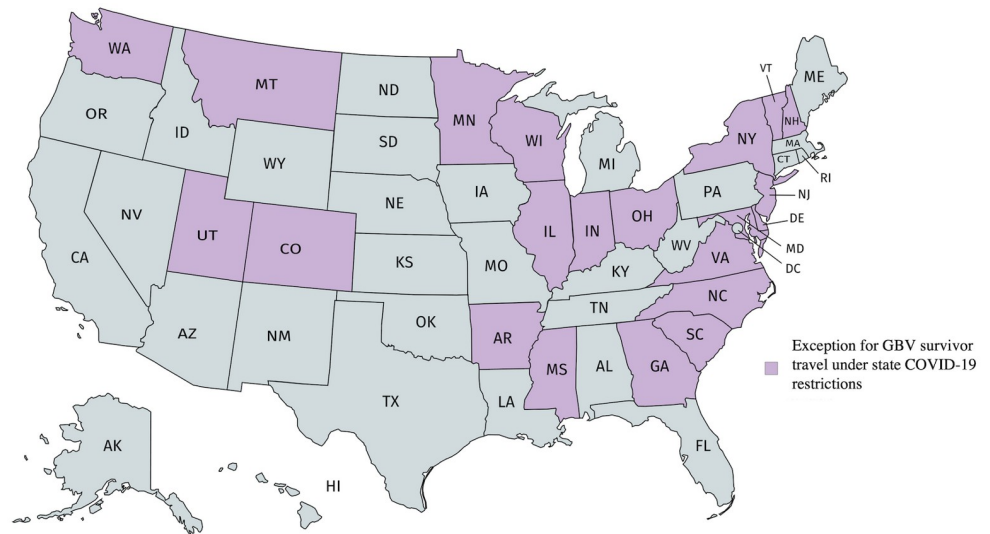 WA
MT
ND
MN
VT
ME
OR
ID
SD
WI
NY
NH
MA
CT
RI
WY
MI
IA
NE
PA
NJ
DE
NV
UT
CO
IL
IN
OH
WV
MD
DC
VA
CA
KS
MO
KY
NC
TN
AZ
NM
OK
AR
SC
MS
AL
GA
Exception for GBV survivor
travel under state COVID-19
restrictions
TX
LA
FL
AK
HI